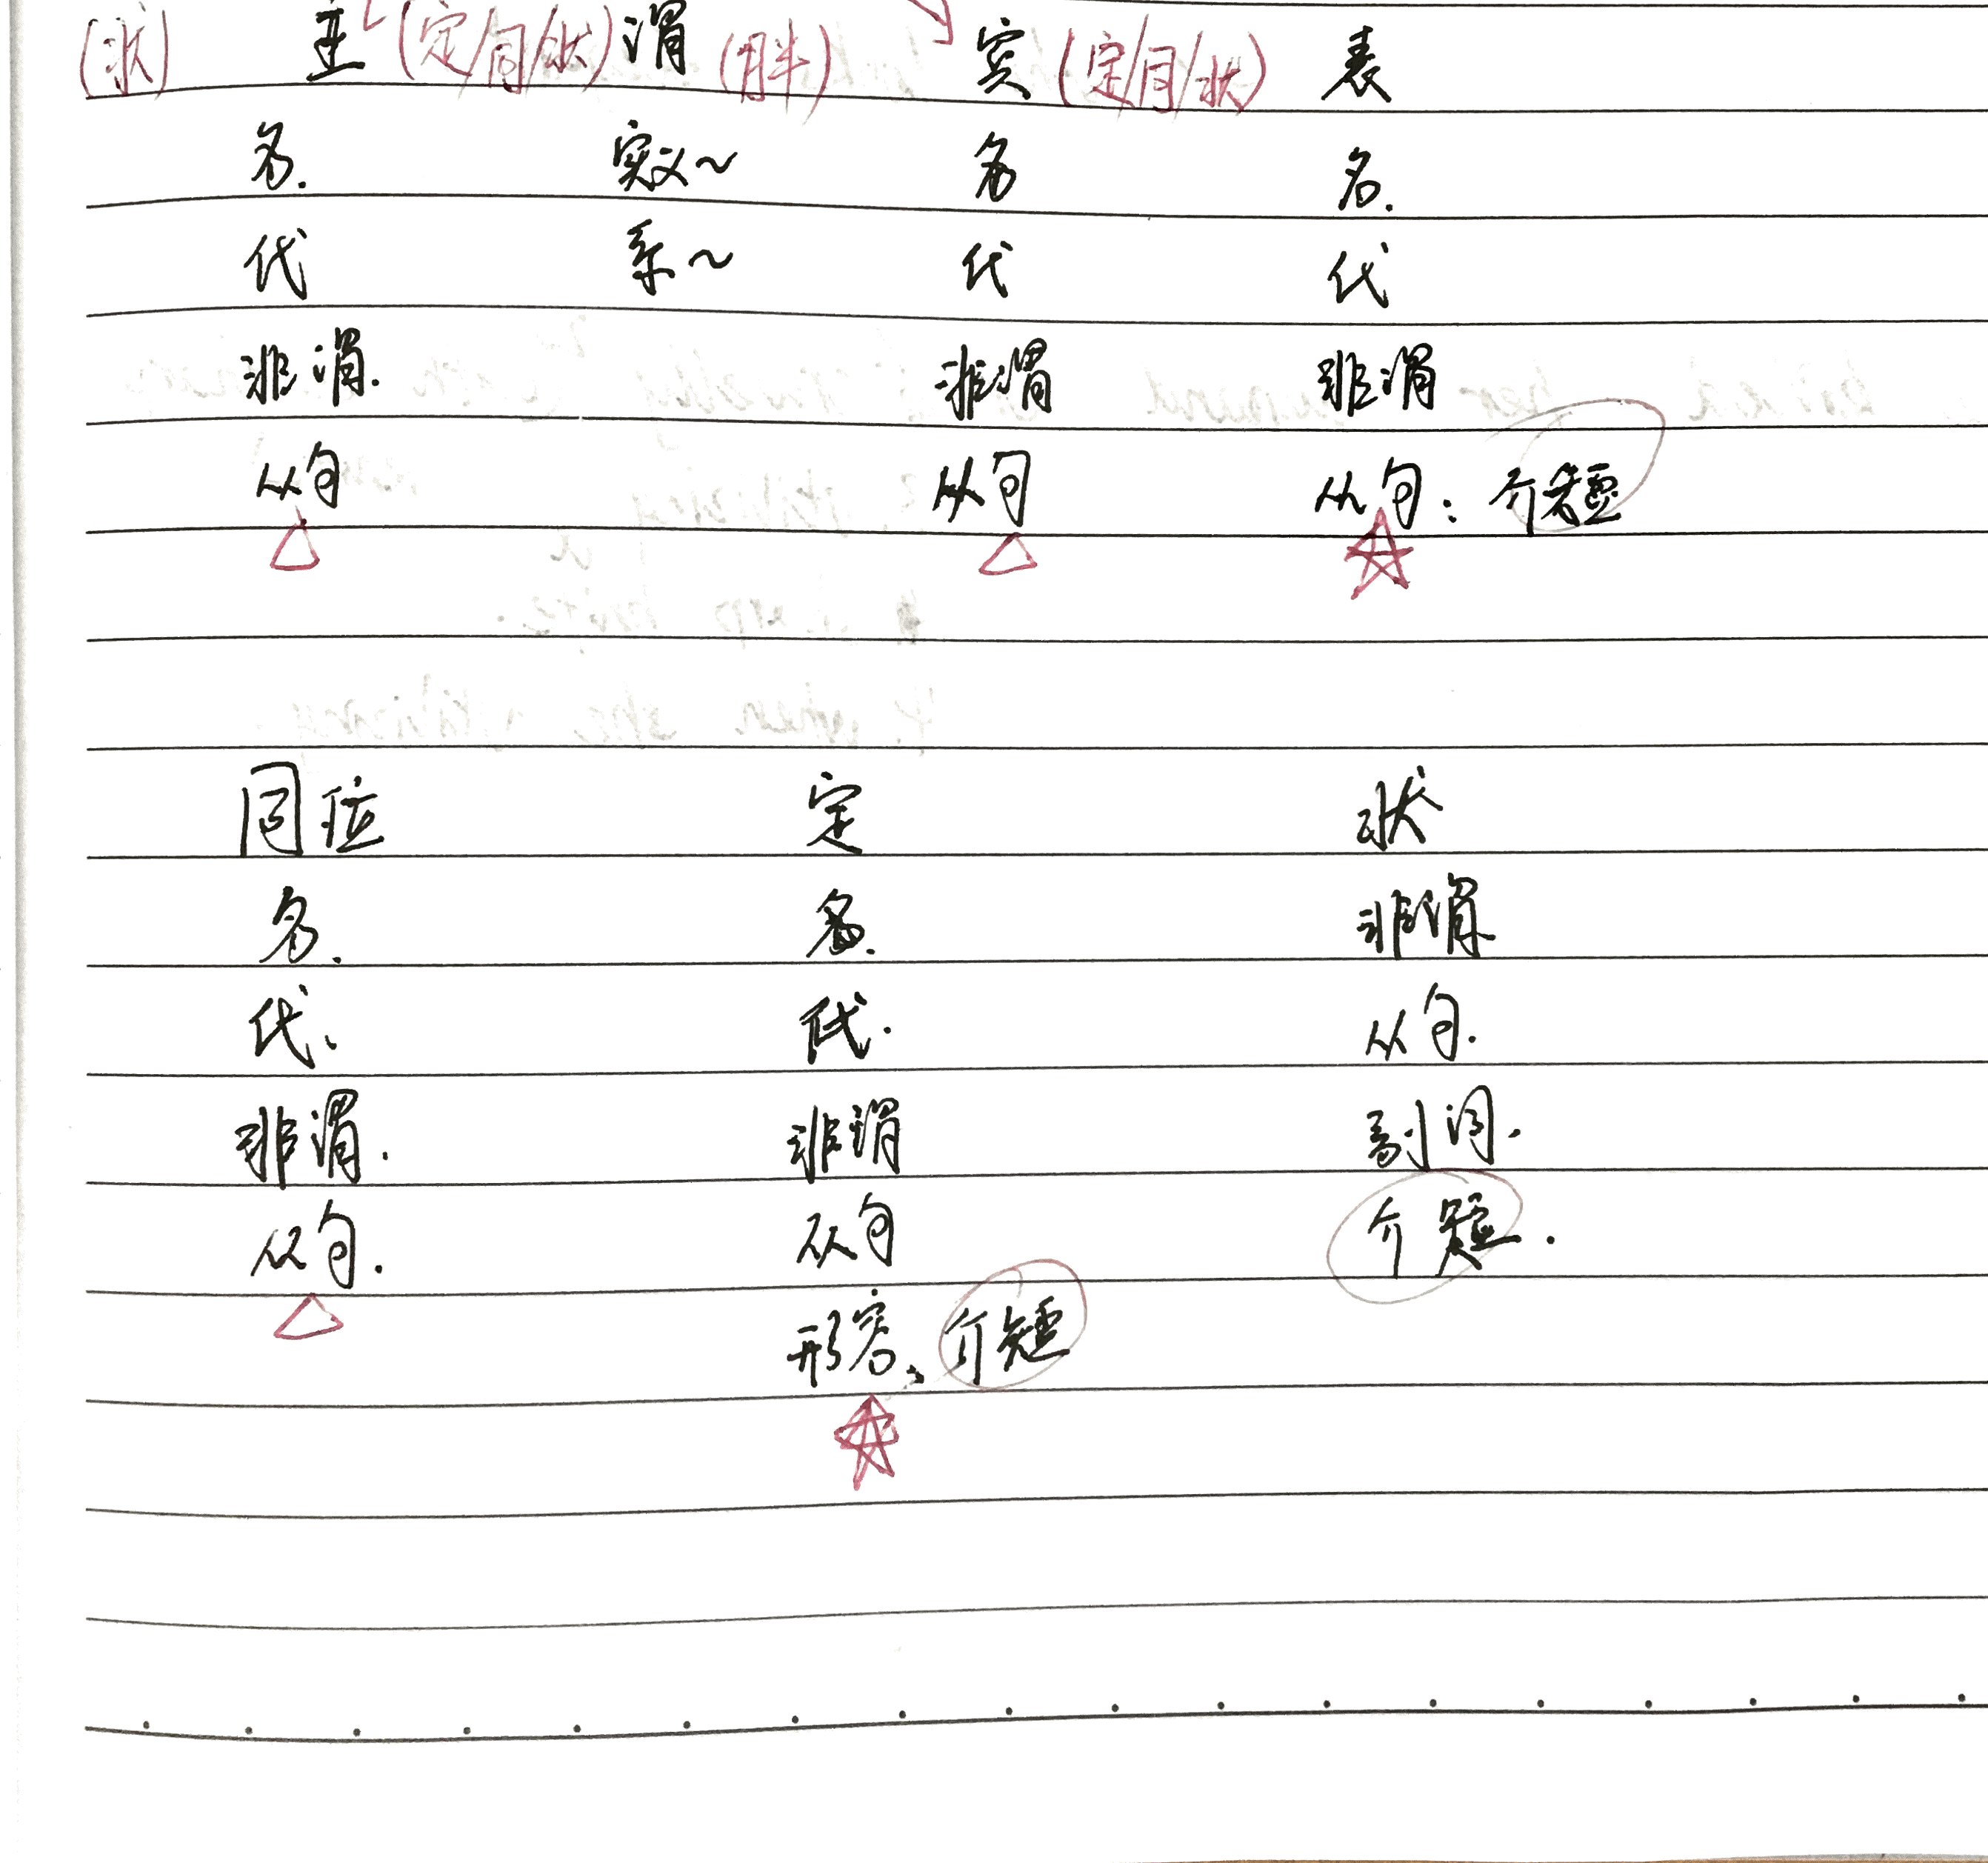 (状) 主 (定/同/状) 谓 (胖) 宾 (定/同/状) 表
名. 实义~ 名 名.
代 系~ 代 代
非谓. 非谓 非谓
从句 从句 从句: 介短
同位 定 状
名. 名. 非谓
代、 代. 从句.
非谓. 非谓 副词.
从句. 从句 介短.
形容、介短